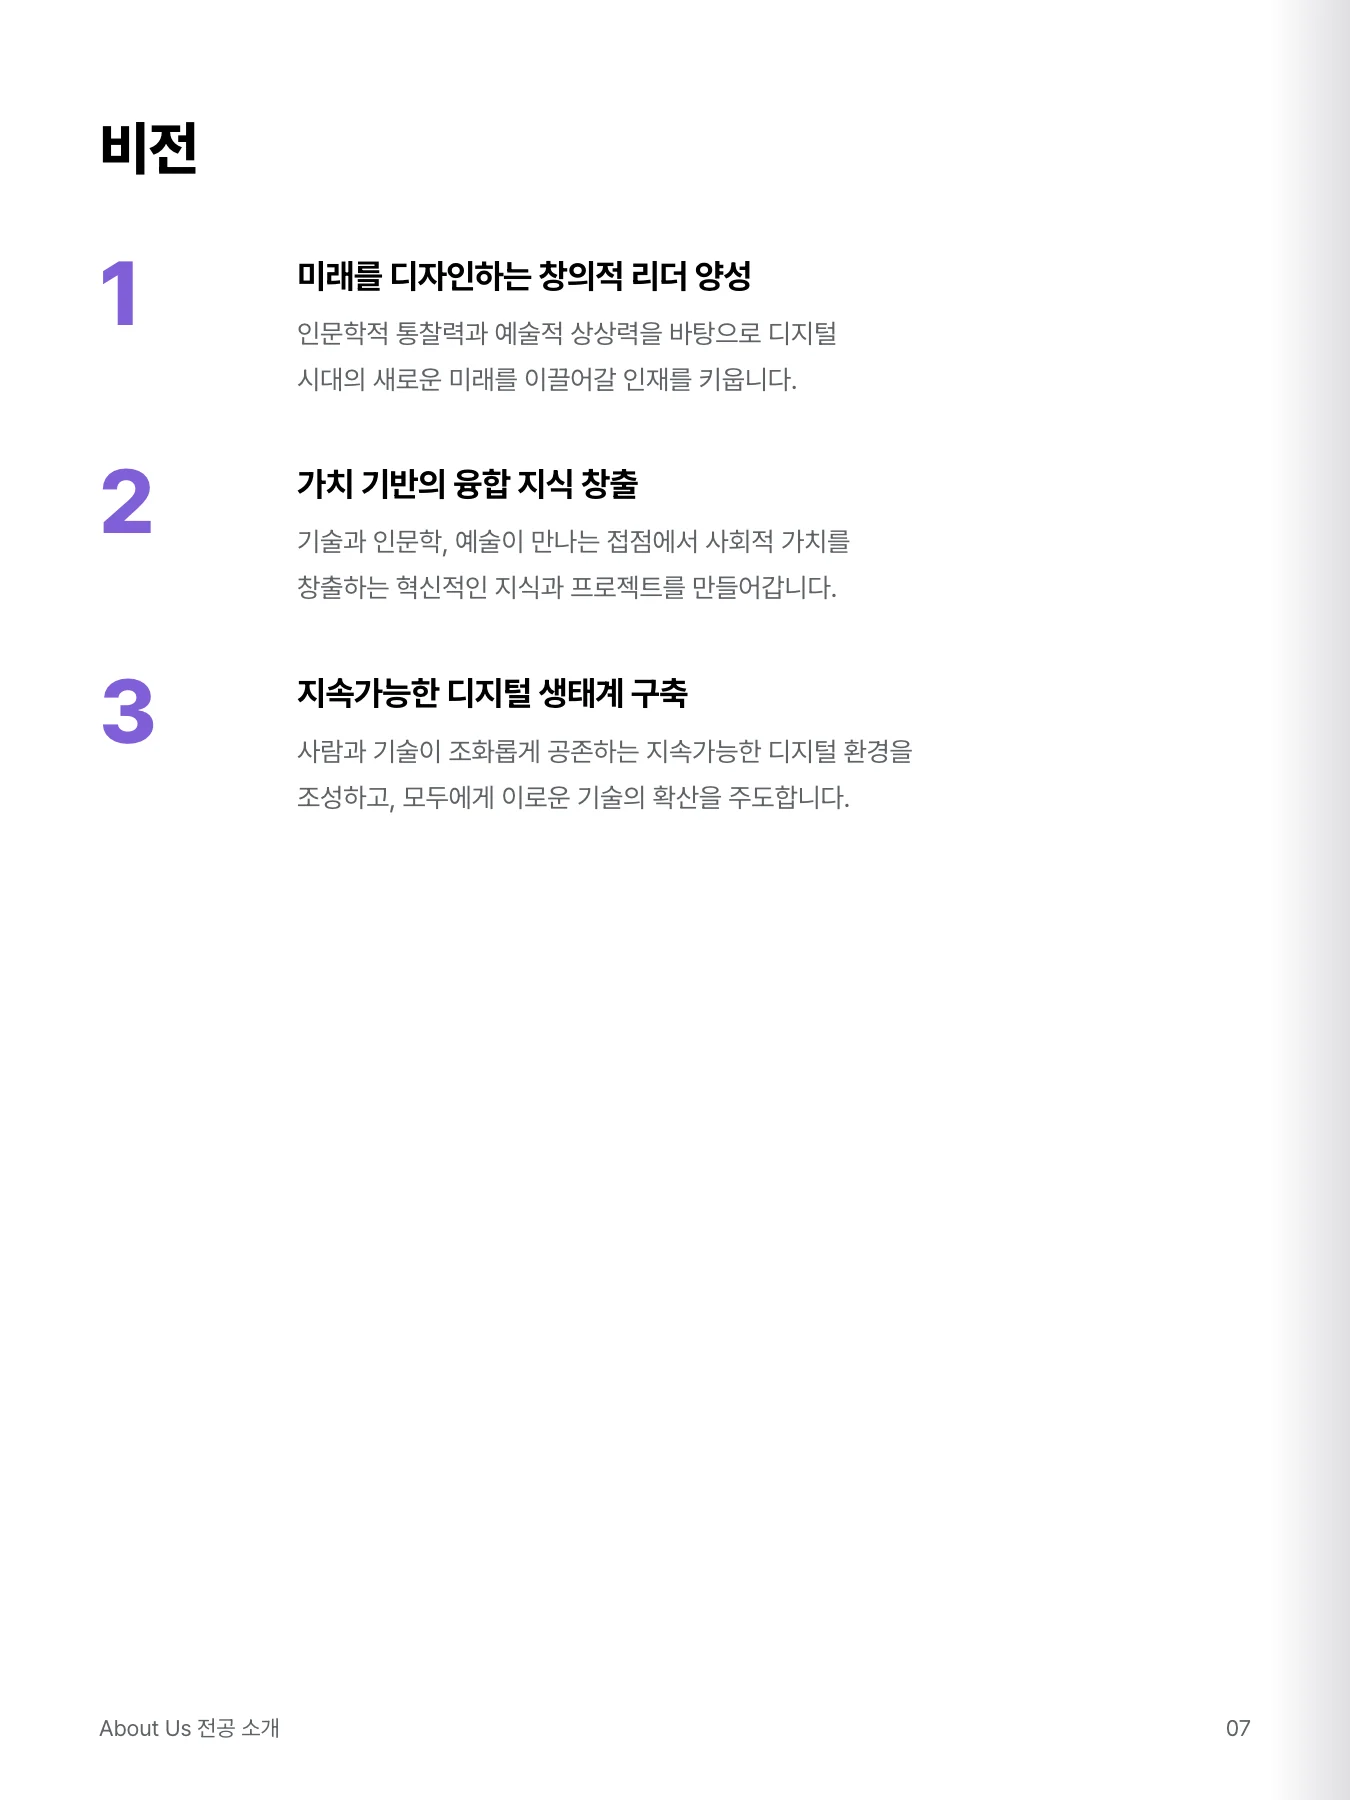 비전
1
미래를 디자인하는 창의적 리더 양성
인문학적 통찰력과 예술적 상상력을 바탕으로 디지털
시대의 새로운 미래를 이끌어갈 인재를 키웁니다.
2
가치 기반의 융합 지식 창출
기술과 인문학, 예술이 만나는 접점에서 사회적 가치를
창출하는 혁신적인 지식과 프로젝트를 만들어갑니다.
3
지속가능한 디지털 생태계 구축
사람과 기술이 조화롭게 공존하는 지속가능한 디지털 환경을
조성하고, 모두에게 이로운 기술의 확산을 주도합니다.
About Us 전공 소개
07